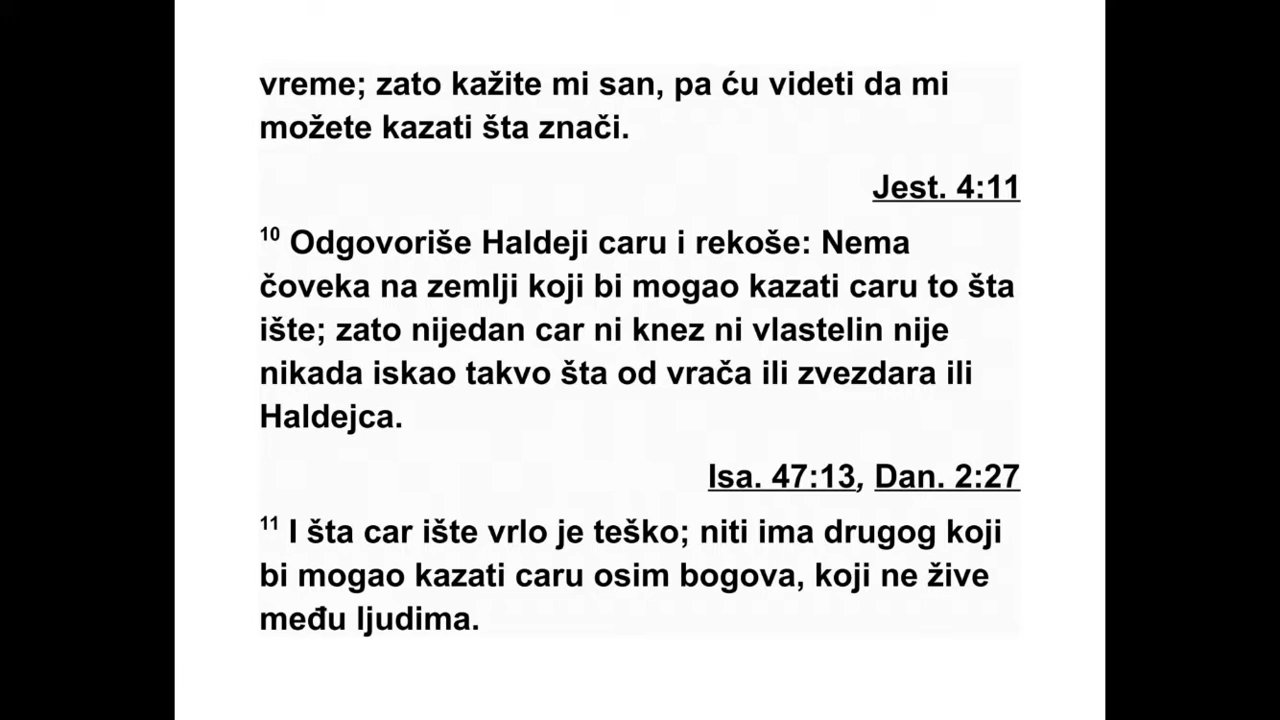 vreme; zato kažite mi san, pa ću videti da mi
možete kazati šta znači.
Jest. 4:11
10 Odgovoriše Haldeji caru i rekoše: Nema
čoveka na zemlji koji bi mogao kazati caru to šta
ište; zato nijedan car ni knez ni vlastelin nije
nikada iskao takvo šta od vrača ili zvezdara ili
Haldejca.
Isa. 47:13, Dan. 2:27
11 I šta car ište vrlo je teško; niti ima drugog koji
bi mogao kazati caru osim bogova, koji ne žive
među ljudima.